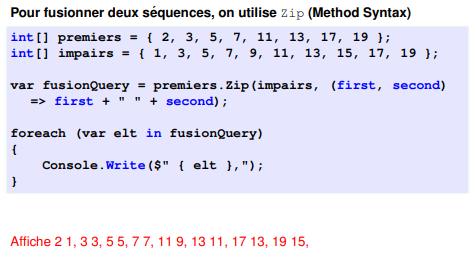 Pour fusionner deux séquences, on utilise Zip (Method Syntax)
int[] premiers = { 2, 3, 5, 7, 11, 13, 17, 19 };
int[] impairs = { 1, 3, 5, 7, 9, 11, 13, 15, 17, 19 };
var fusionQuery = premiers.Zip(impairs, (first, second)
=> first + " " + second);
foreach (var elt in fusionQuery)
{
Console.Write($" { elt },");
}
Affiche 2 1, 3 3, 5 5, 7 7, 11 9, 13 11, 17 13, 19 15,